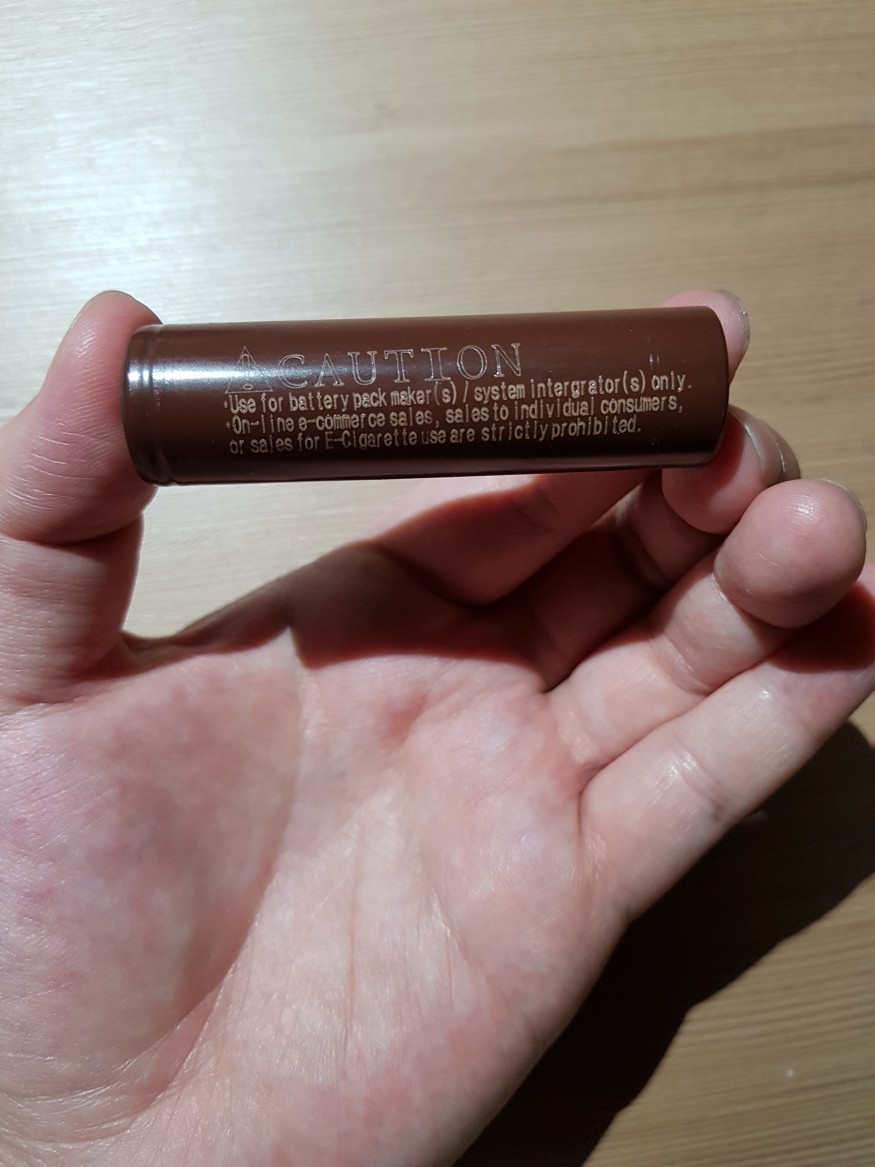 ⚠CAUTION
·Use for battery pack maker(s) / system intergrator(s) only.
·On-line e-commerce sales, sales to individual consumers,
or sales for E-Cigarette use are strictly prohibited.